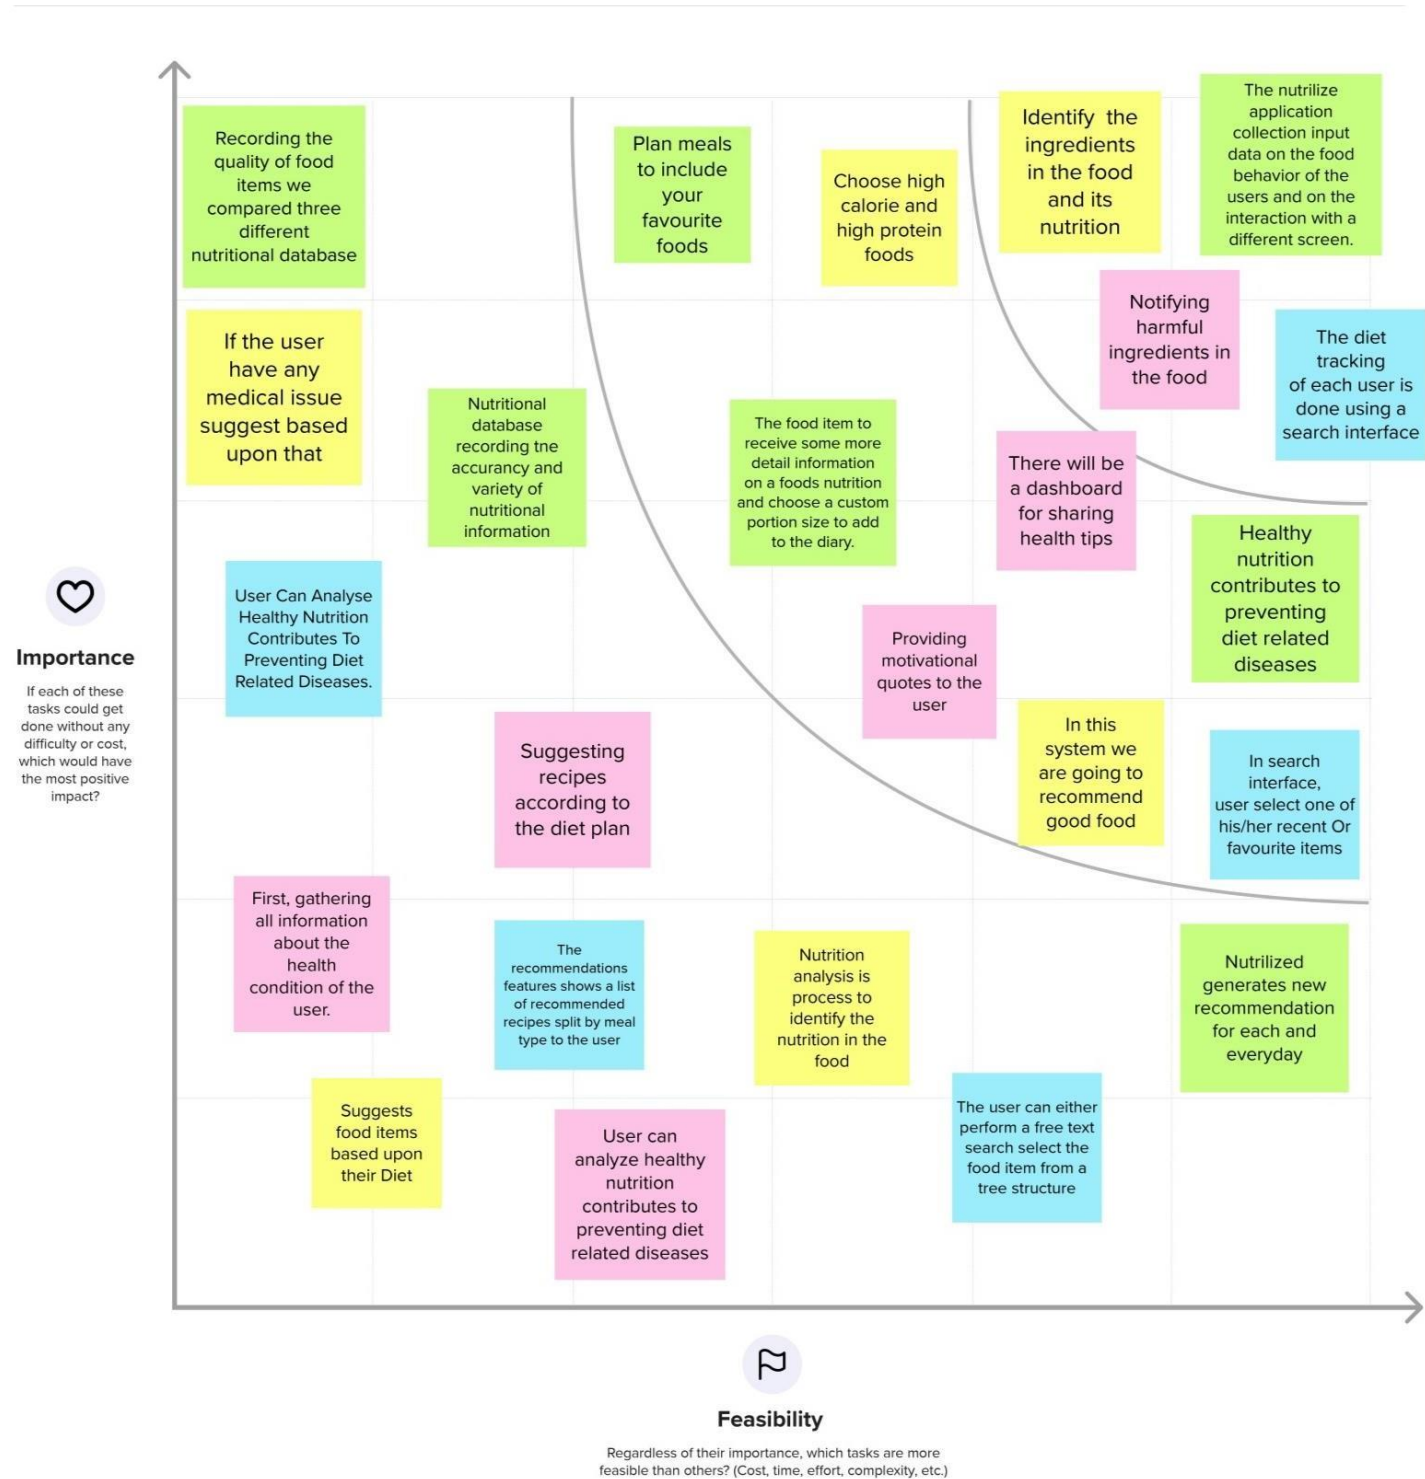 Recording the
quality of food
items we
compared three
different
nutritional database
Plan meals
to include
your
favourite
foods
Choose high
calorie and
high protein
foods
Identify the
ingredients
in the food
and its
nutrition
The nutrilize
application
collection input
data on the food
behavior of the
users and on the
interaction with a
different screen.
If the user
have any
medical issue
suggest based
upon that
Nutritional
database
recording tne
accurancy and
variety of
nutritional
information
The food item to
receive some more
detail information
on a foods nutrition
and choose a custom
portion size to add
to the diary.
Notifying
harmful
ingredients in
the food
The diet
tracking
of each user is
done using a
search interface
There will be
a dashboard
for sharing
health tips
Healthy
nutrition
contributes to
preventing
diet related
diseases
Importance
If each of these
tasks could get
done without any
difficulty or cost,
which would have
the most positive
impact?
User Can Analyse
Healthy Nutrition
Contributes To
Preventing Diet
Related Diseases.
Providing
motivational
quotes to the
user
Suggesting
recipes
according to
the diet plan
In this
system we
are going to
recommend
good food
In search
interface,
user select one of
his/her recent Or
favourite items
First, gathering
all information
about the
health
condition of the
user.
The
recommendations
features shows a list
of recommended
recipes split by meal
type to the user
Nutrition
analysis is
process to
identify the
nutrition in the
food
Nutrilized
generates new
recommendation
for each and
everyday
Suggests
food items
based upon
their Diet
User can
analyze healthy
nutrition
contributes to
preventing diet
related diseases
The user can either
perform a free text
search select the
food item from a
tree structure
Feasibility
Regardless of their importance, which tasks are more
feasible than others? (Cost, time, effort, complexity, etc.)